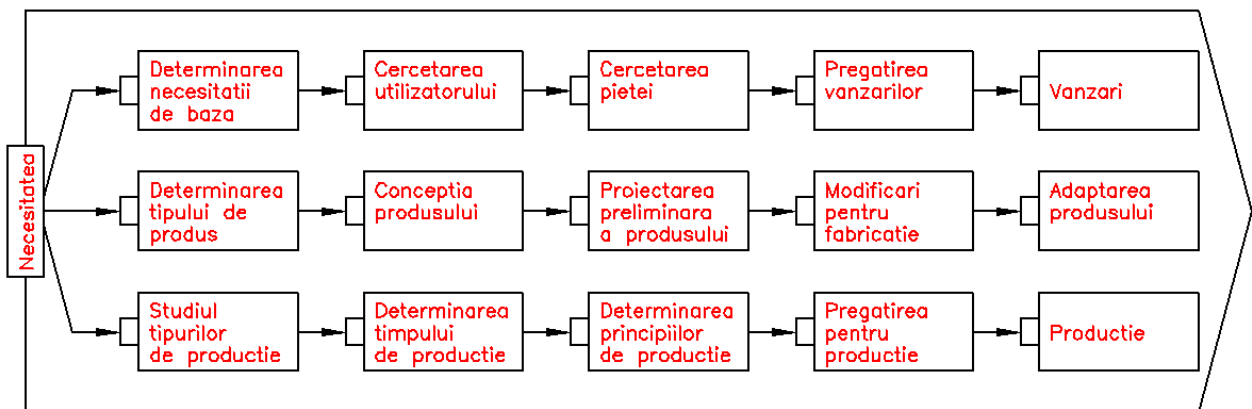 Necesitatea
Determinarea
necesitatii
de baza
Cercetarea
utilizatorului
Cercetarea
pietei
Pregatirea
vanzarilor
Vanzari
Determinarea
tipului de
produs
Conceptia
produsului
Proiectarea
preliminara
a produsului
Modificari
pentru
fabricatie
Adaptarea
produsului
Studiul
tipurilor
de productie
Determinarea
timpului
de productie
Determinarea
principiilor
de productie
Pregatirea
pentru
productie
Productie